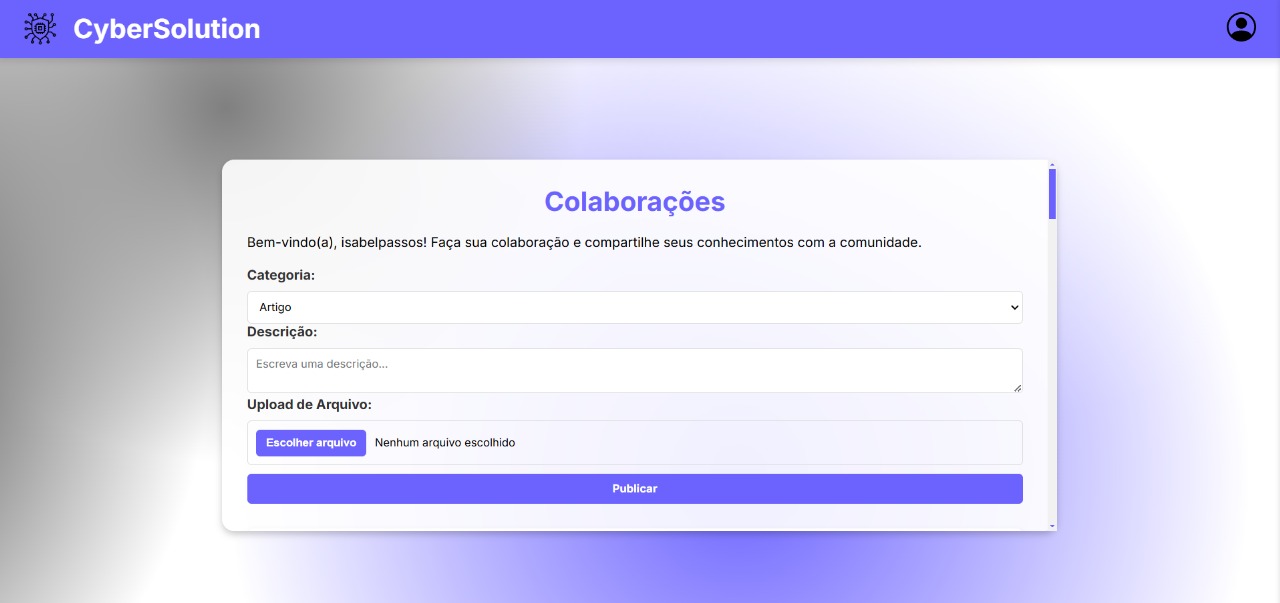 CyberSolution
Colaborações
Bem-vindo(a), isabelpassos! Faça sua colaboração e compartilhe seus conhecimentos com a comunidade.
Categoria:
Artigo
Descrição:
Escreva uma descrição...
Upload de Arquivo:
Escolher arquivo Nenhum arquivo escolhido
Publicar